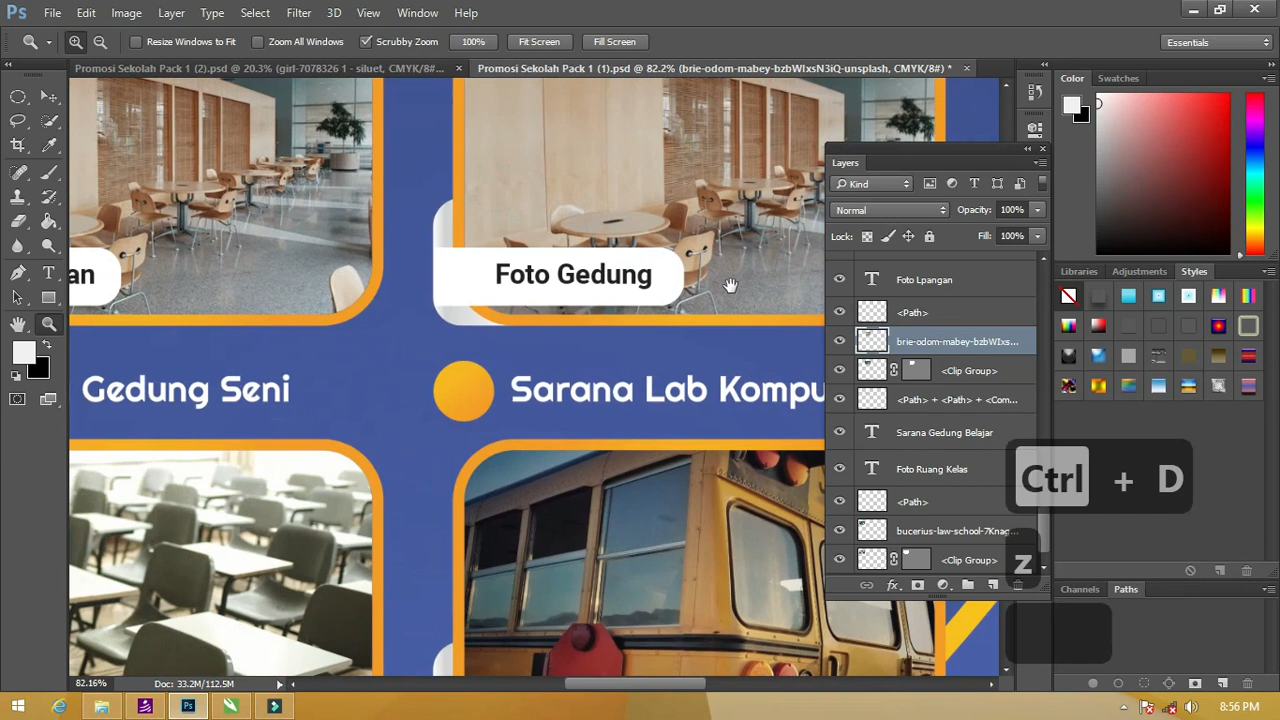 Ps File Edit Image Layer Type Select Filter 3D View Window Help
Resize Windows to Fit Zoom All Windows Scrubby Zoom 100% Fit Screen Fill Screen Essentials
Promosi Sekolah Pack 1 (2).psd @ 20.3% (girl-7078326 1 - siluet, CMYK/8#)... × Promosi Sekolah Pack 1 (1).psd @ 82.2% (brie-odom-mabey-bzbWIxsN3iQ-unsplash, CMYK/8#) * ×
Color Swatches
Layers
Kind
Normal Opacity: 100%
Lock: Fill: 100%
an
Foto Gedung
Gedung Seni
Sarana Lab Kompu
T Foto Lpangan
<Path>
brie-odom-mabey-bzbWIxs...
<Clip Group>
<Path> + <Path> + <Com...
T Sarana Gedung Belajar
T Foto Ruang Kelas
<Path>
bucerius-law-school-7Knag...
<Clip Group>
fx
Libraries Adjustments Styles
Ctrl + D
z
Channels Paths
82.16% Doc: 33.2M/112.5M
8:56 PM